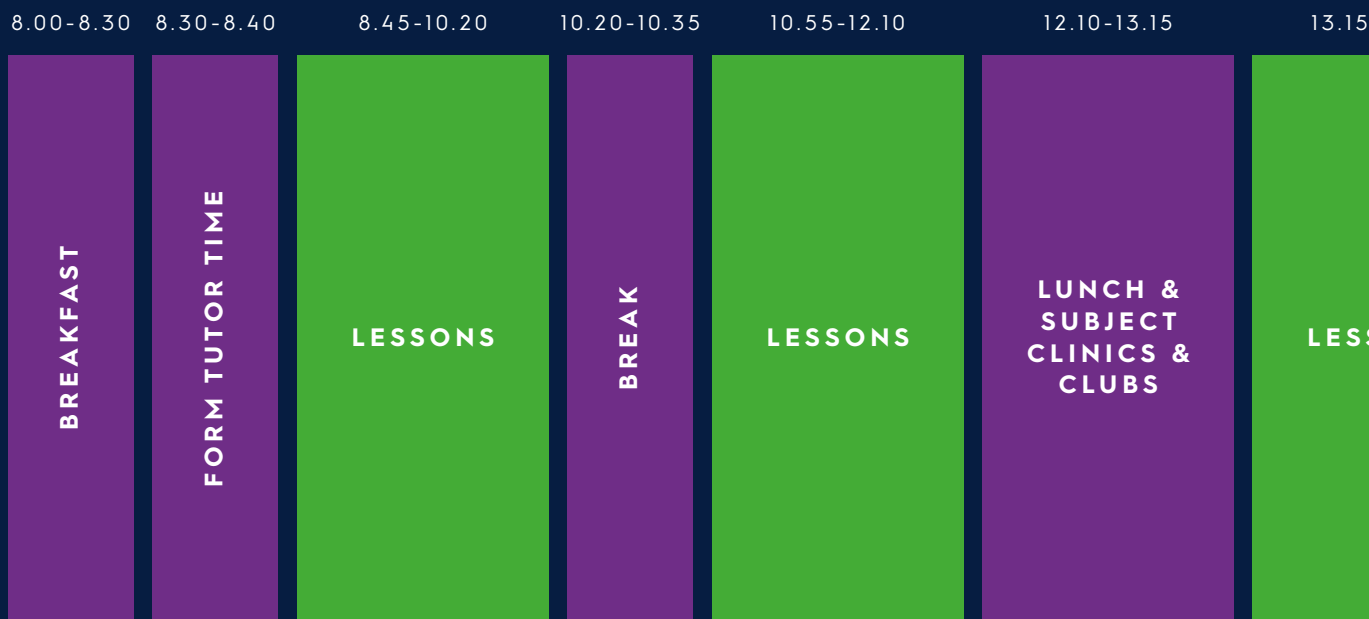 8.00-8.30
8.30-8.40
8.45-10.20
10.20-10.35
10.55-12.10
12.10-13.15
13.15
BREAKFAST
FORM TUTOR TIME
LESSONS
BREAK
LESSONS
LUNCH &
SUBJECT
CLINICS &
CLUBS